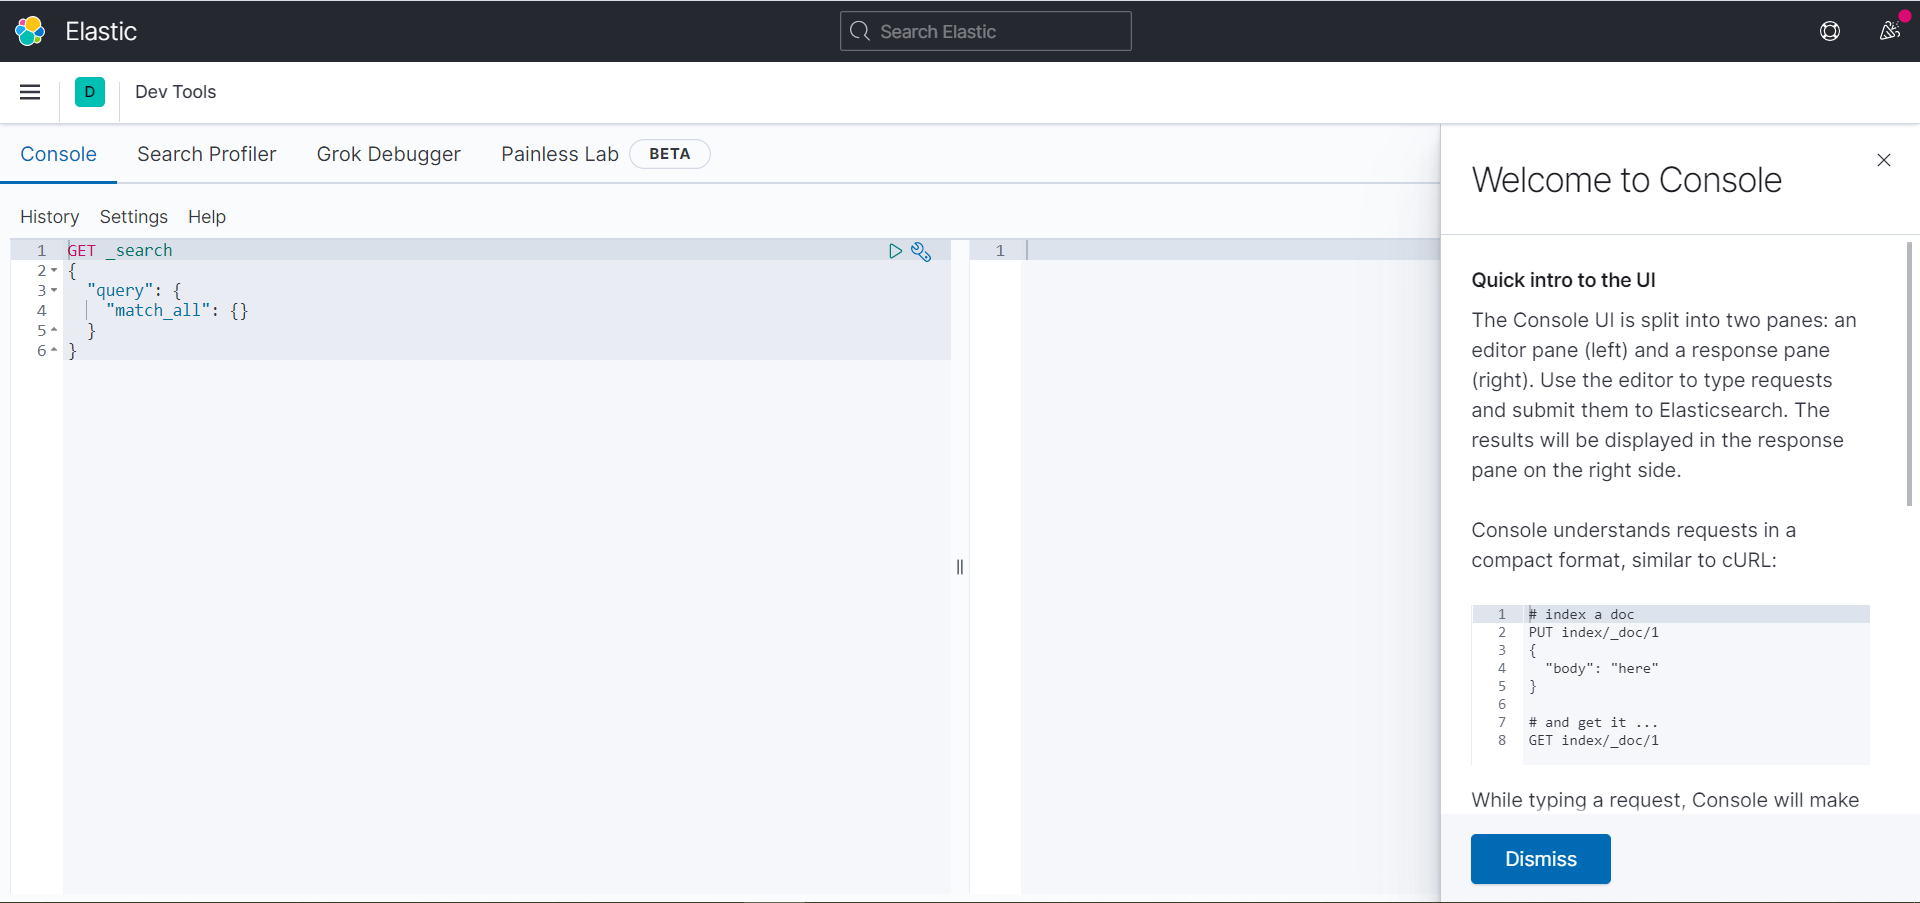 Elastic
Search Elastic
D
Dev Tools
Console
Search Profiler
Grok Debugger
Painless Lab
BETA
History
Settings
Help
1 GET _search
2 {
3 "query": {
4 "match_all": {}
5 }
6 }
1
Welcome to Console
Quick intro to the UI
The Console UI is split into two panes: an
editor pane (left) and a response pane
(right). Use the editor to type requests
and submit them to Elasticsearch. The
results will be displayed in the response
pane on the right side.
Console understands requests in a
compact format, similar to cURL:
1 # index a doc
2 PUT index/_doc/1
3 {
4 "body": "here"
5 }
6
7 # and get it ...
8 GET index/_doc/1
While typing a request, Console will make
Dismiss